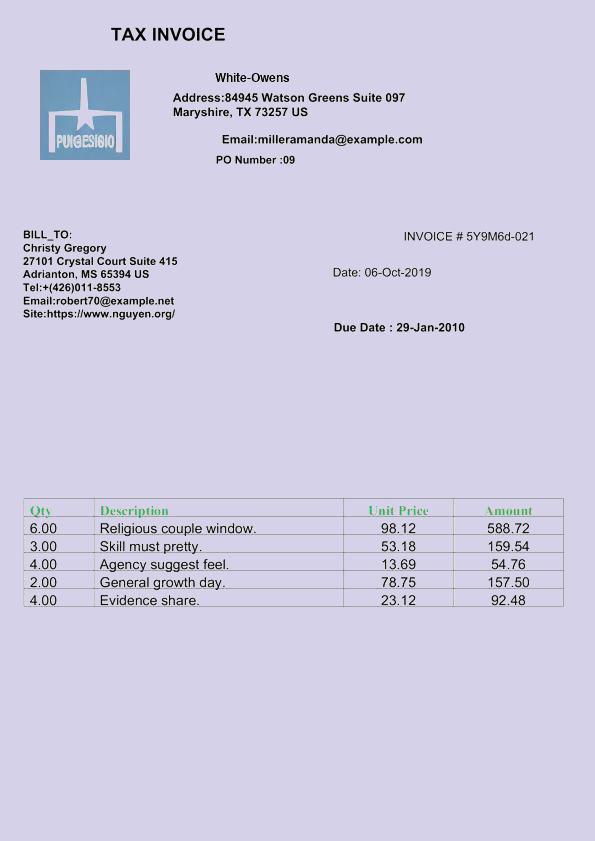 TAX INVOICE
White-Owens
Address:84945 Watson Greens Suite 097
Maryshire, TX 73257 US
Email:milleramanda@example.com
PO Number :09
PUIGESIGIO
BILL_TO:
Christy Gregory
27101 Crystal Court Suite 415
Adrianton, MS 65394 US
Tel:+(426)011-8553
Email:robert70@example.net
Site:https://www.nguyen.org/
INVOICE # 5Y9M6d-021
Date: 06-Oct-2019
Due Date : 29-Jan-2010
Qty Description Unit Price Amount
6.00 Religious couple window. 98.12 588.72
3.00 Skill must pretty. 53.18 159.54
4.00 Agency suggest feel. 13.69 54.76
2.00 General growth day. 78.75 157.50
4.00 Evidence share. 23.12 92.48